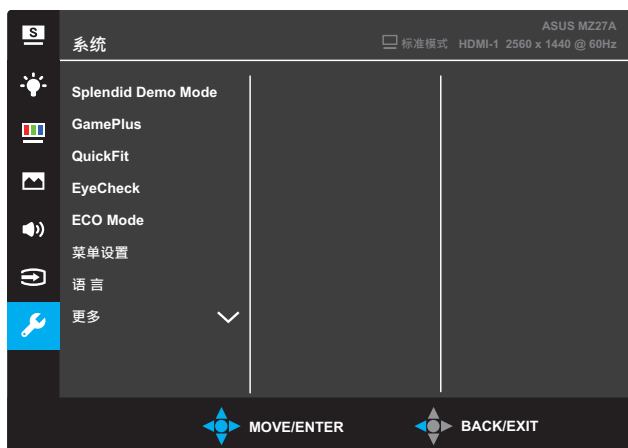 S
ASUS MZ27A
系统
标准模式 HDMI-1 2560 x 1440 @ 60Hz
Splendid Demo Mode
GamePlus
QuickFit
EyeCheck
ECO Mode
菜单设置
语言
更多
MOVE/ENTER
BACK/EXIT